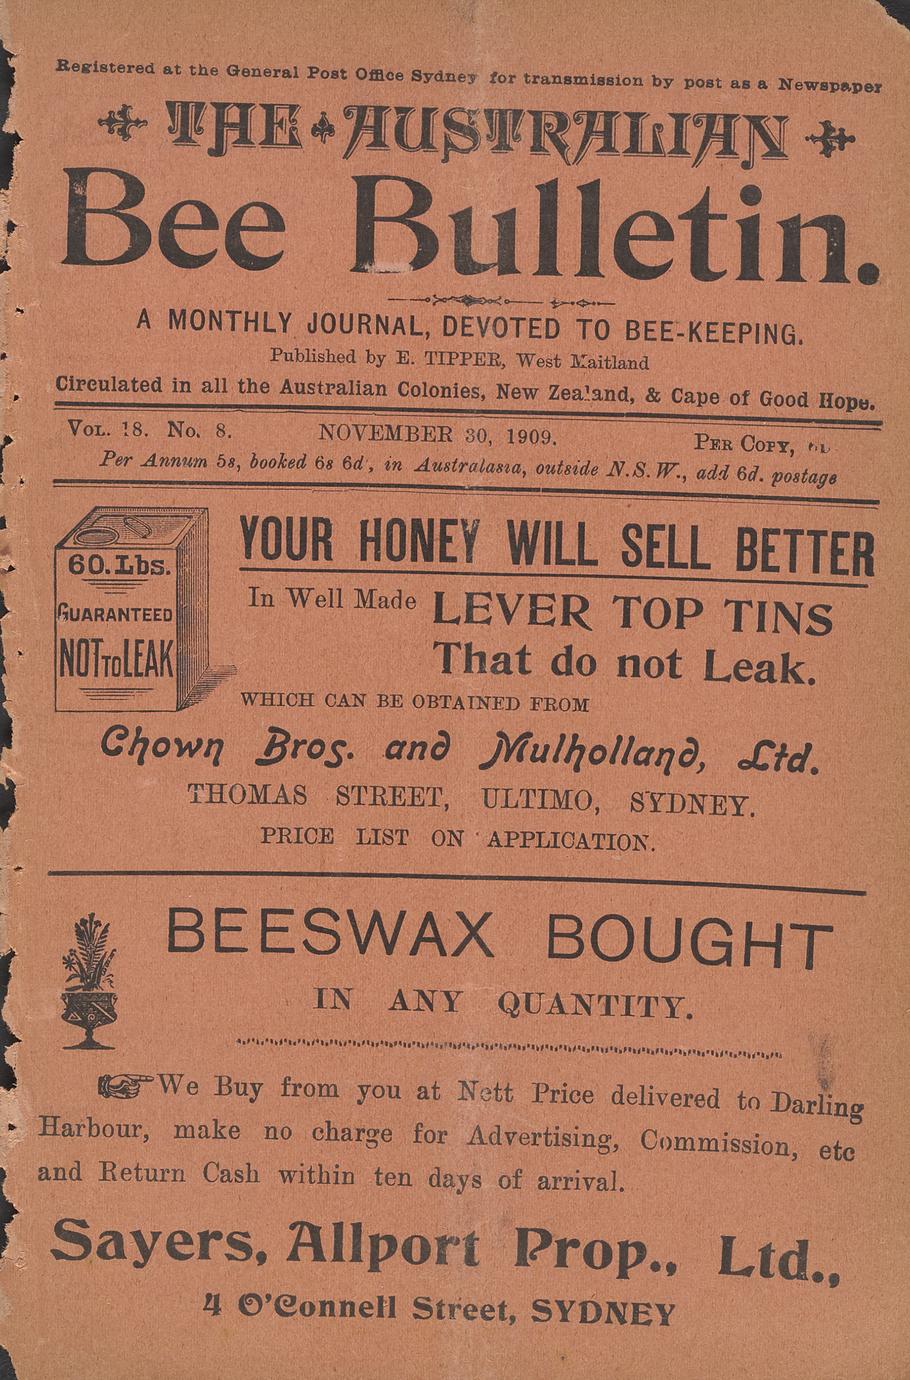 Registered at the General Post Office Sydney for transmission by post as a Newspaper
THE AUSTRALIAN
Bee Bulletin.
A MONTHLY JOURNAL, DEVOTED TO BEE-KEEPING.
Published by E. TIPPER, West Maitland
Circulated in all the Australian Colonies, New Zealand, & Cape of Good Hope.
VOL. 18. No. 8. NOVEMBER 30, 1909. PER COPY,
Per Annum 5s, booked 6s 6d, in Australasia, outside N.S.W., add 6d. postage
60. Lbs.
GUARANTEED
NOT TO LEAK
YOUR HONEY WILL SELL BETTER
In Well Made LEVER TOP TINS
That do not Leak.
WHICH CAN BE OBTAINED FROM
Chown Bros. and Mulholland, Ltd.
THOMAS STREET, ULTIMO, SYDNEY.
PRICE LIST ON APPLICATION.
BEESWAX BOUGHT
IN ANY QUANTITY.
We Buy from you at Nett Price delivered to Darling
Harbour, make no charge for Advertising, Commission, etc
and Return Cash within ten days of arrival.
Sayers, Allport Prop., Ltd.,
4 O'Connell Street, SYDNEY